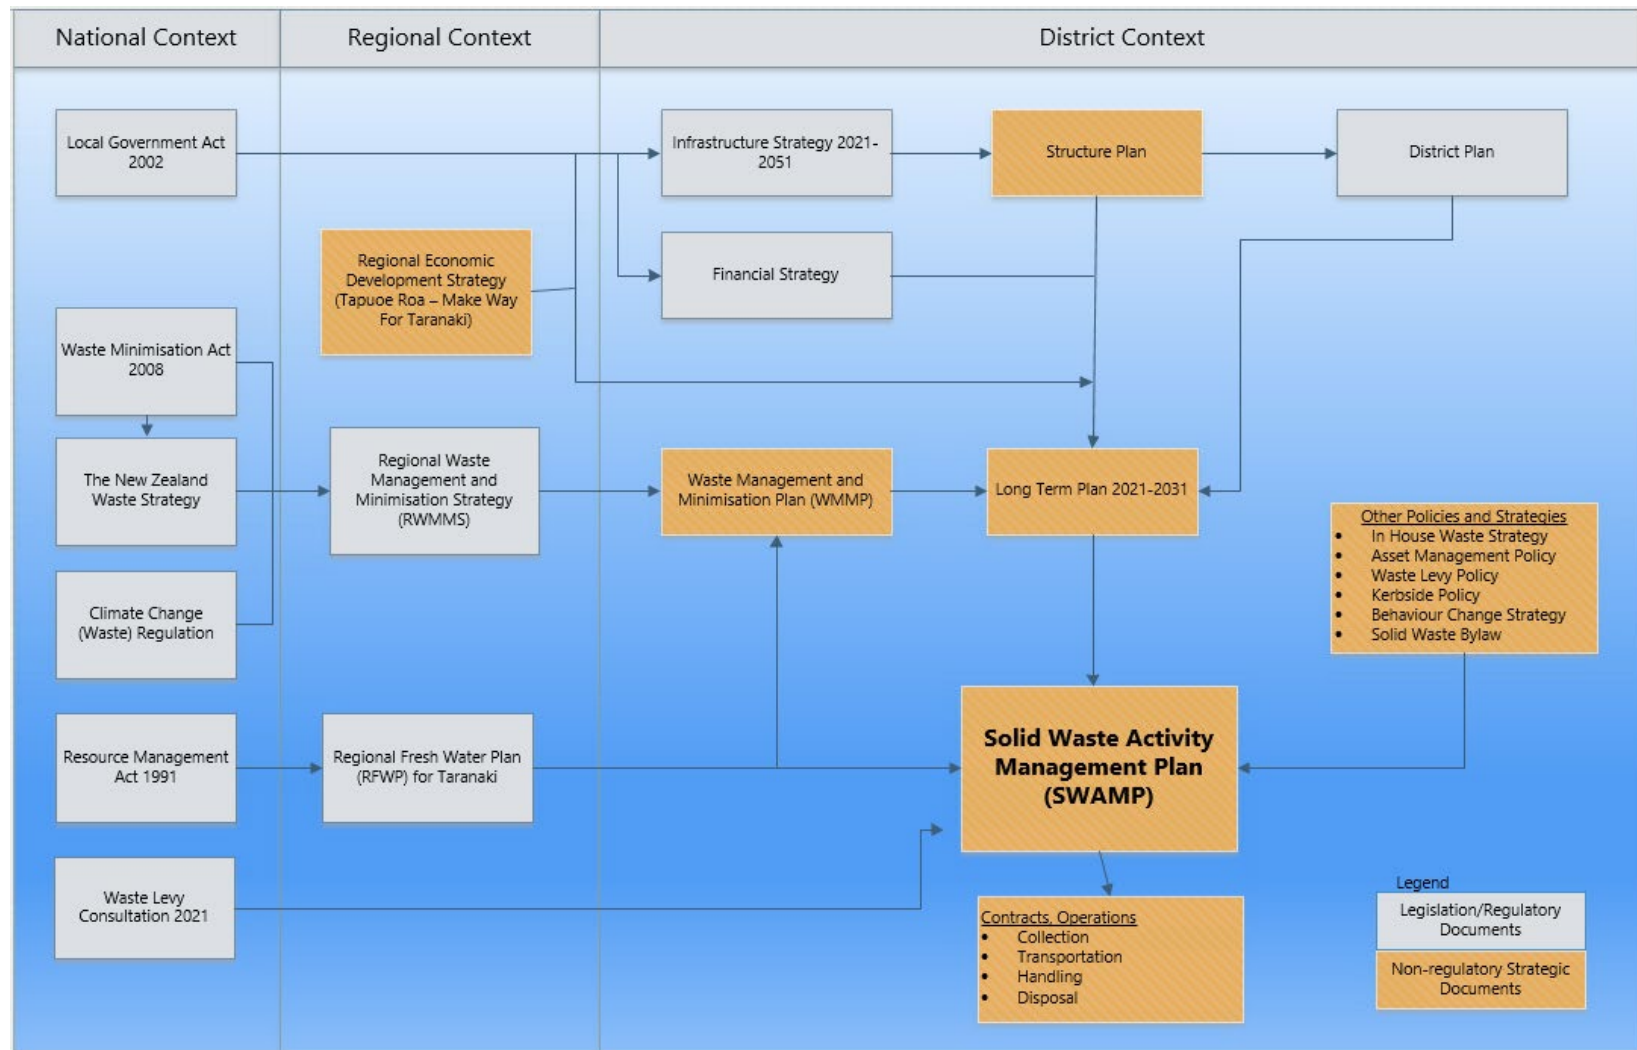 National Context
Regional Context
District Context
Local Government Act
2002
Infrastructure Strategy 2021-
2051
Structure Plan
District Plan
Regional Economic
Development Strategy
(Tapuoe Roa – Make Way
For Taranaki)
Financial Strategy
Waste Minimisation Act
2008
The New Zealand
Waste Strategy
Regional Waste
Management and
Minimisation Strategy
(RWMMS)
Waste Management and
Minimisation Plan (WMMP)
Long Term Plan 2021-2031
Other Policies and Strategies
• In House Waste Strategy
• Asset Management Policy
• Waste Levy Policy
• Kerbside Policy
• Behaviour Change Strategy
• Solid Waste Bylaw
Climate Change
(Waste) Regulation
Resource Management
Act 1991
Regional Fresh Water Plan
(RFWP) for Taranaki
Solid Waste Activity
Management Plan
(SWAMP)
Waste Levy
Consultation 2021
Contracts, Operations
• Collection
• Transportation
• Handling
• Disposal
Legend
Legislation/Regulatory
Documents
Non-regulatory Strategic
Documents